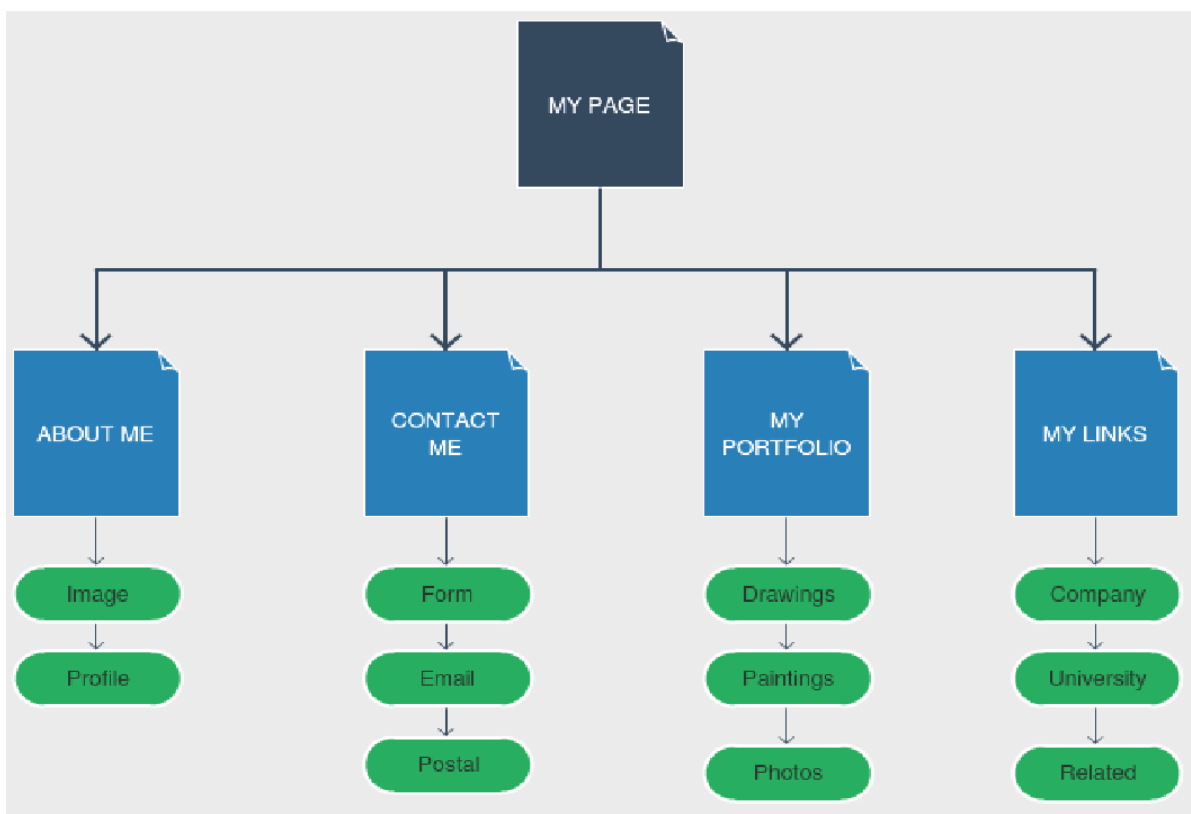 MY PAGE
ABOUT ME
CONTACT
ME
MY
PORTFOLIO
MY LINKS
Image
Form
Drawings
Company
Profile
Email
Paintings
University
Postal
Photos
Related